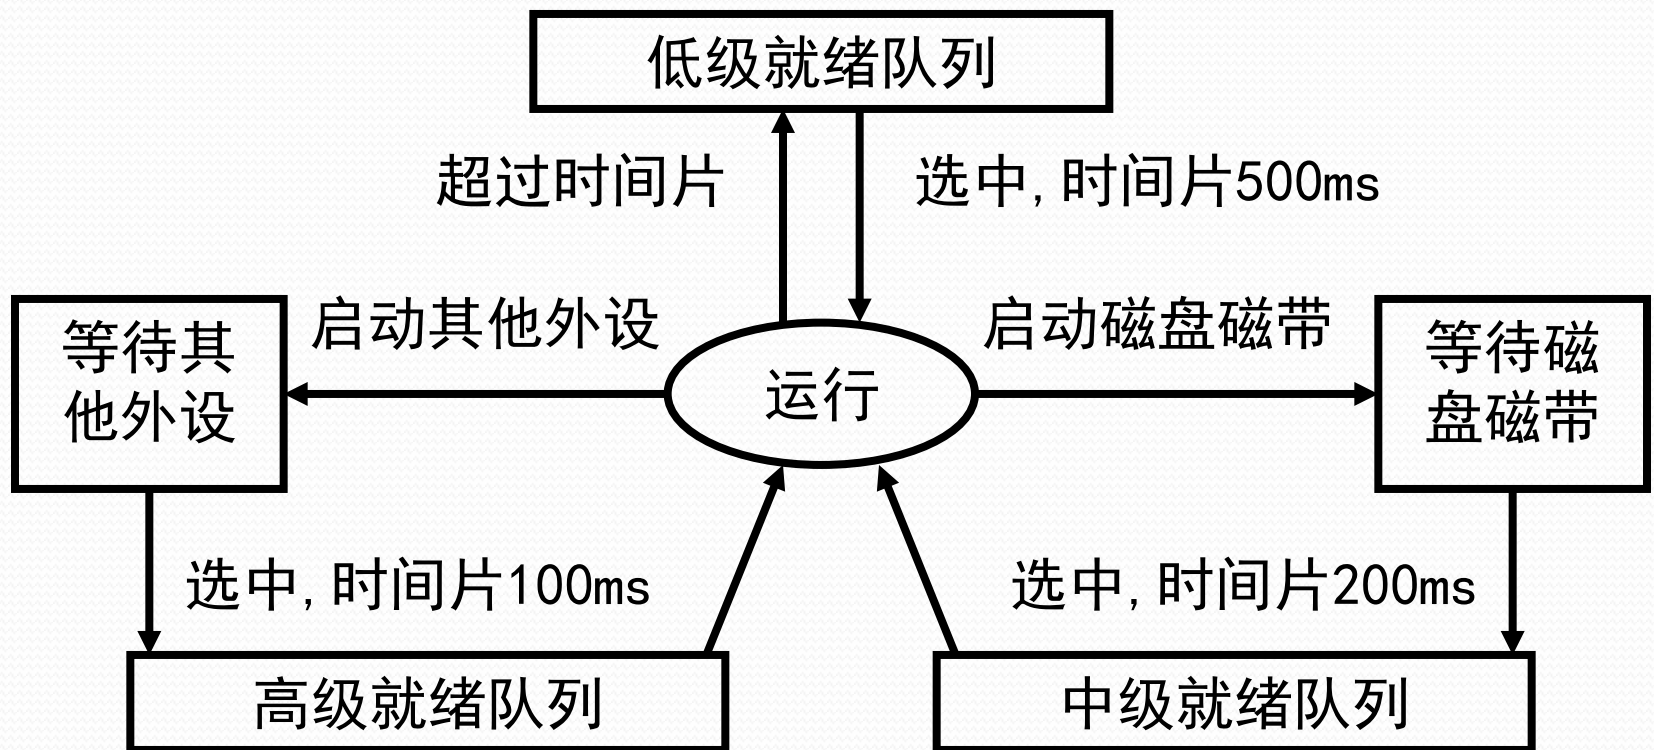 低级就绪队列
超过时间片
选中,时间片500ms
等待其
他外设
启动其他外设
运行
启动磁盘磁带
等待磁
盘磁带
选中,时间片100ms
选中,时间片200ms
高级就绪队列
中级就绪队列